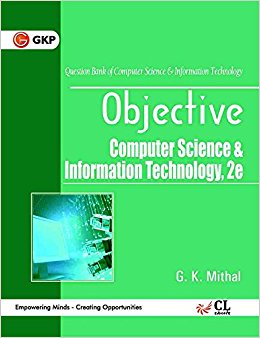 GKP
Question Bank of Computer Science & Information Technology
Objective
Computer Science &
Information Technology, 2e
G. K. Mithal
Empowering Minds - Creating Opportunities
CL